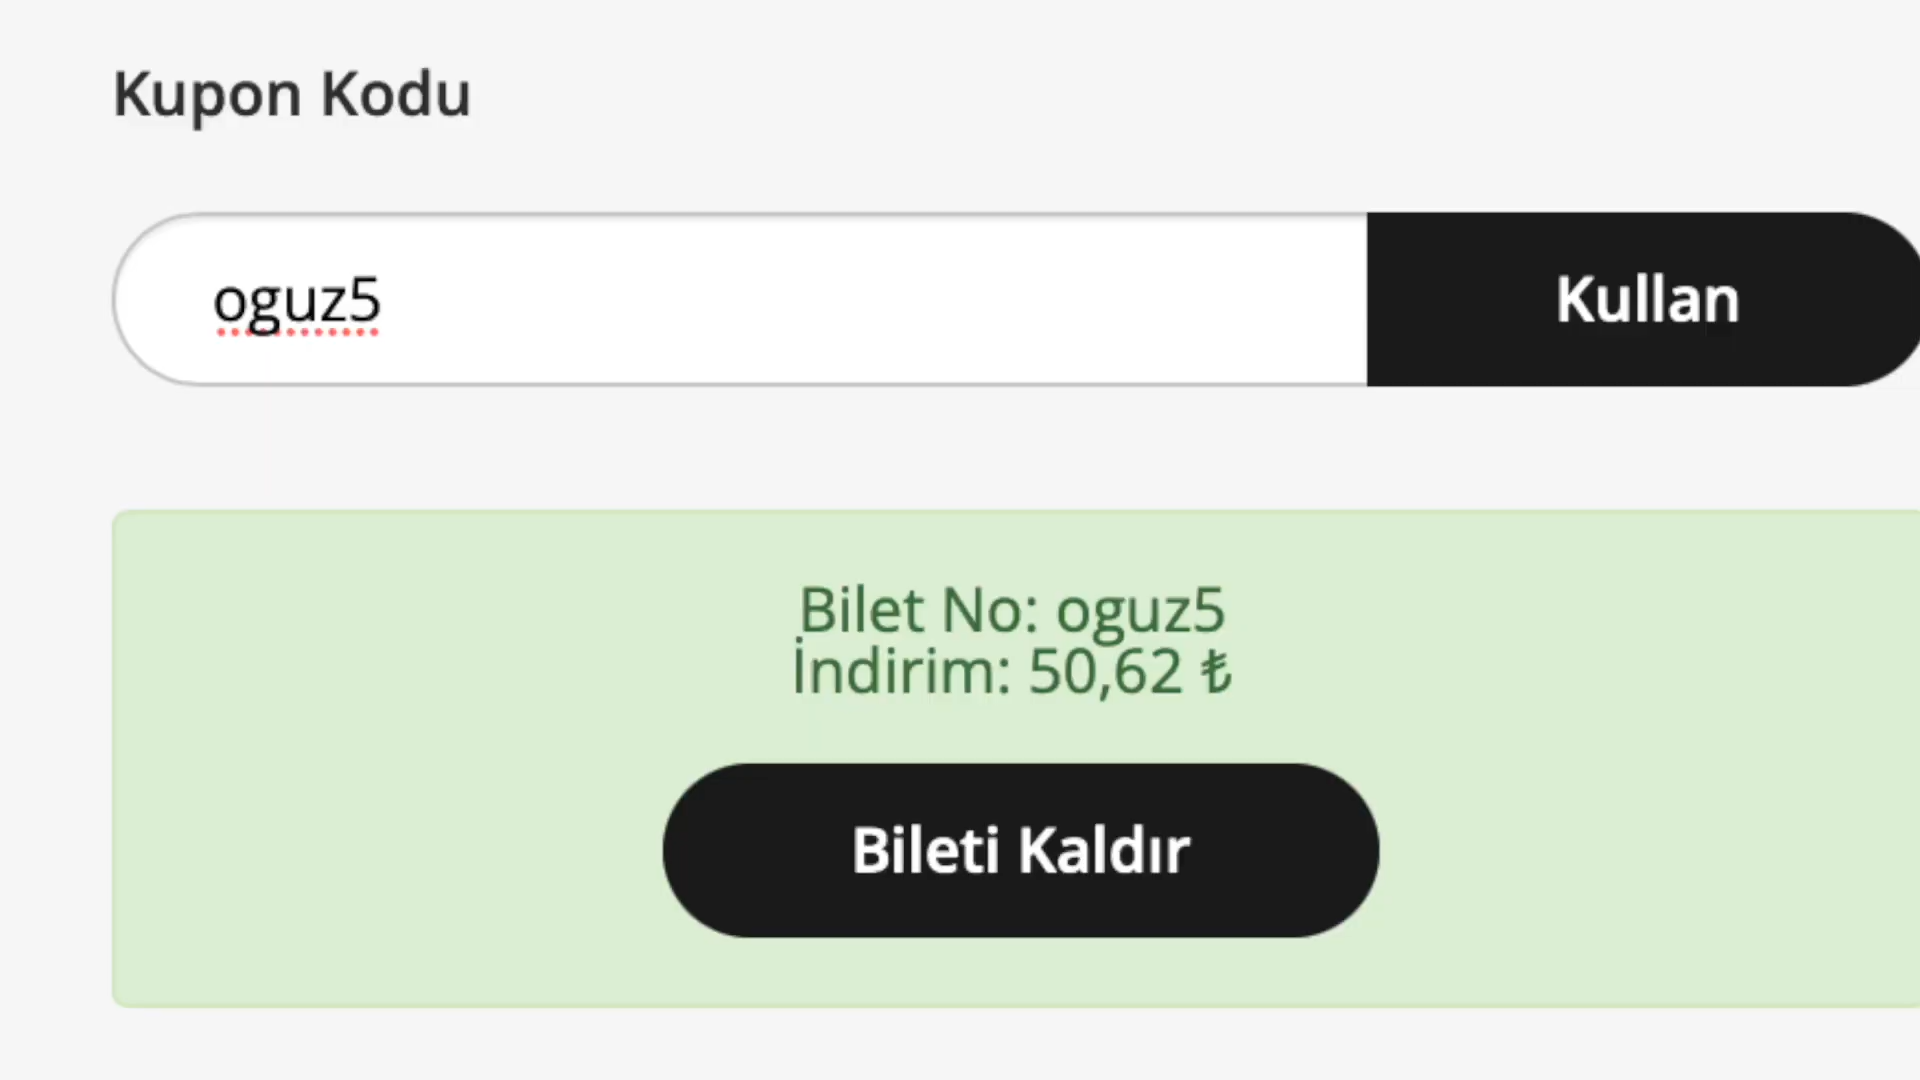 Kupon Kodu
oguz5
Kullan
Bilet No: oguz5
İndirim: 50,62 ₺
Bileti Kaldır